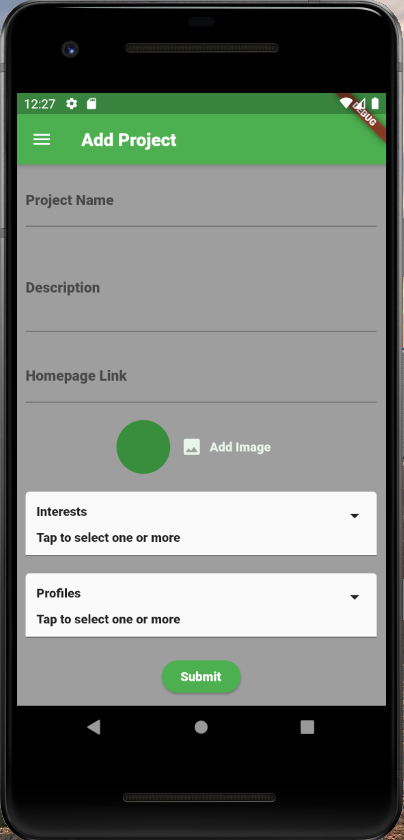 12:27
DEBUG
Add Project
Project Name
Description
Homepage Link
Add Image
Interests
Tap to select one or more
Profiles
Tap to select one or more
Submit